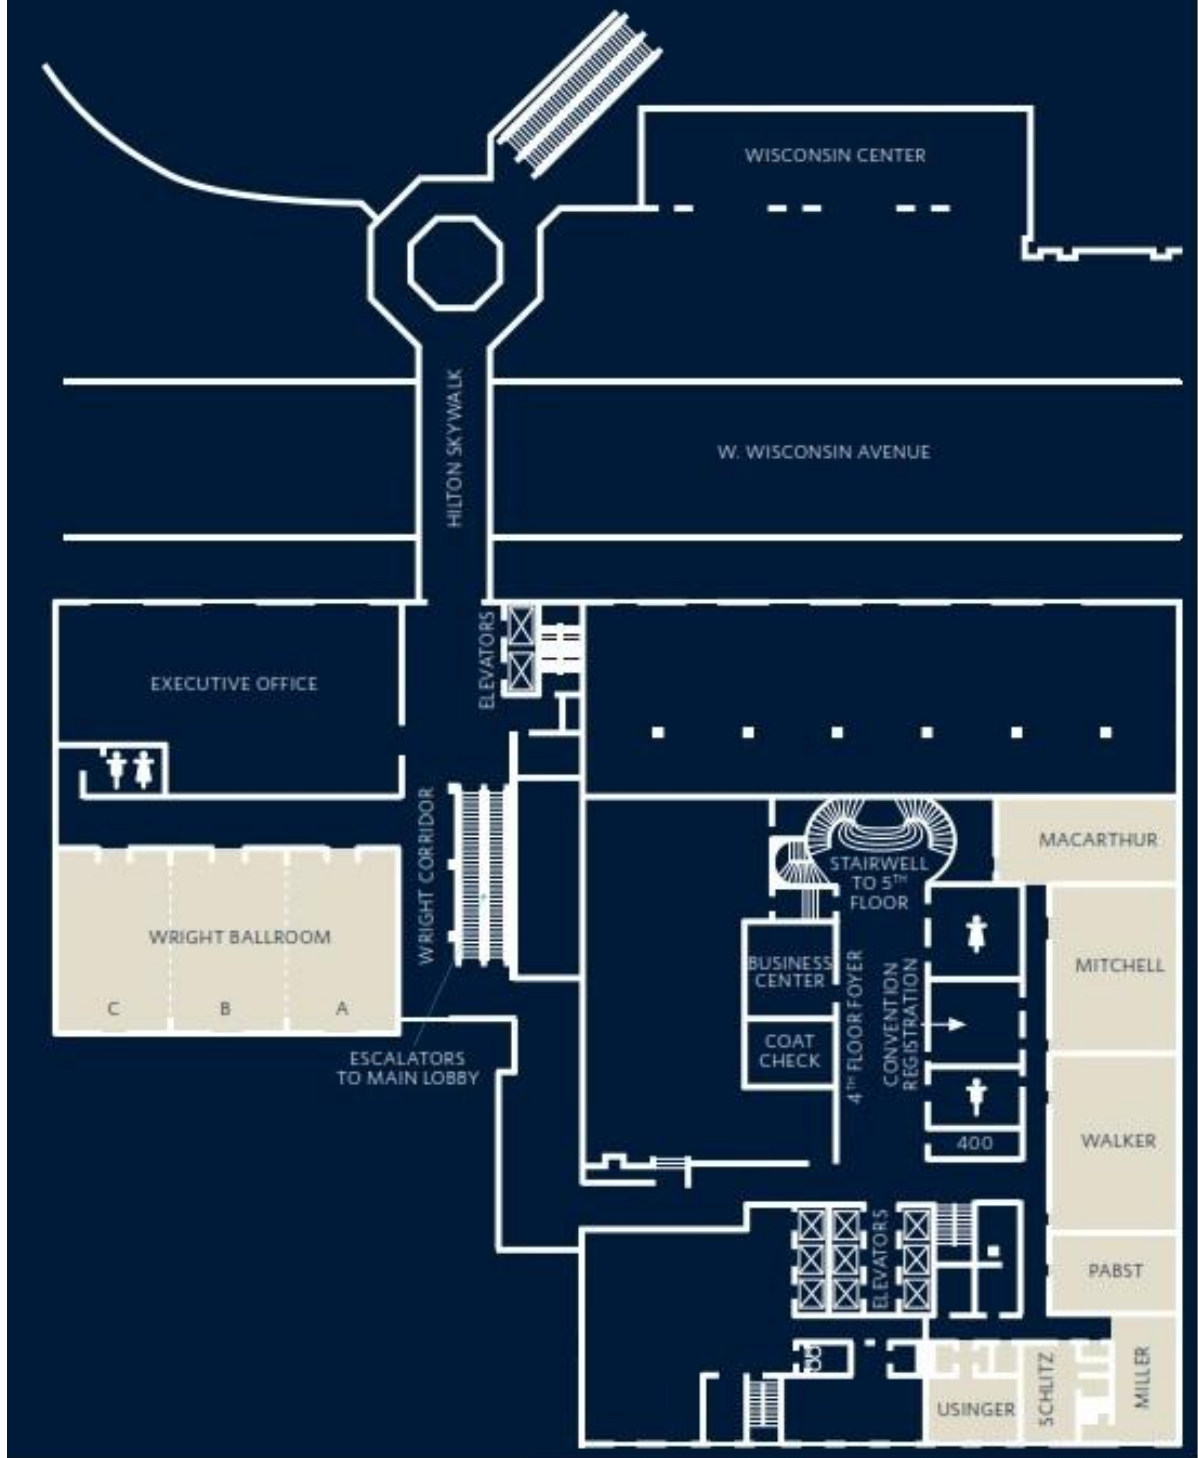 WISCONSIN CENTER
HILTON SKYWALK
W. WISCONSIN AVENUE
ELEVATORS
EXECUTIVE OFFICE
WRIGHT CORRIDOR
WRIGHT BALLROOM
C
B
A
ESCALATORS
TO MAIN LOBBY
STAIRWELL
TO 5TH
FLOOR
MACARTHUR
BUSINESS
CENTER
COAT
CHECK
4TH FLOOR FOYER
CONVENTION
REGISTRATION
MITCHELL
400
WALKER
ELEVATORS
PABST
USINGER
SCHLITZ
MILLER